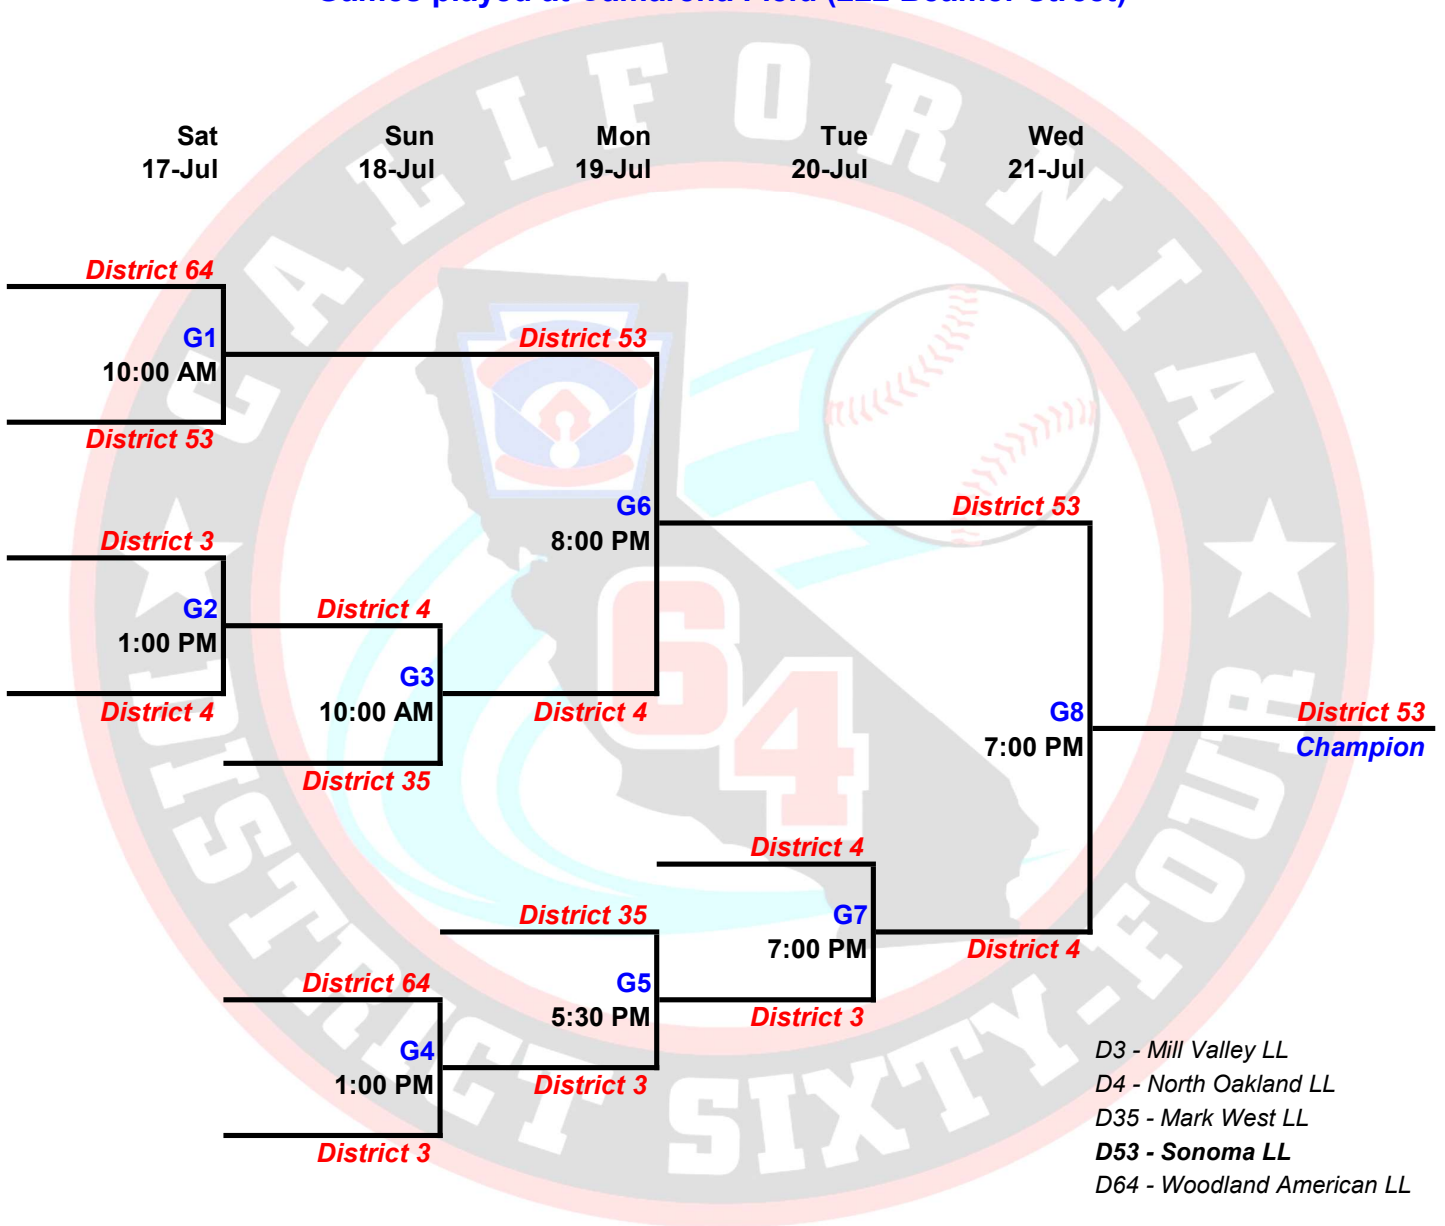 Sat Sun Mon Tue Wed
17-Jul 18-Jul 19-Jul 20-Jul 21-Jul
District 64
G1
10:00 AM
District 53
District 53
District 3
G2
1:00 PM
District 4
District 4
G3
10:00 AM
District 35
District 4
G6
8:00 PM
District 53
District 64
G4
1:00 PM
District 3
District 35
G5
5:30 PM
District 3
District 4
G7
7:00 PM
District 3
District 4
G8
7:00 PM
District 53
Champion
D3 - Mill Valley LL
D4 - North Oakland LL
D35 - Mark West LL
D53 - Sonoma LL
D64 - Woodland American LL
CALIFORNIA
64
DISTRICT SIXTY-FOUR